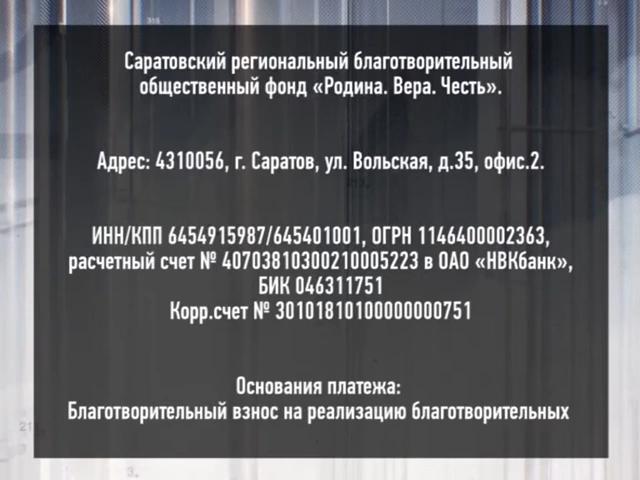 Саратовский региональный благотворительный
общественный фонд «Родина. Вера. Честь».
Адрес: 4310056, г. Саратов, ул. Вольская, д.35, офис.2.
ИНН/КПП 6454915987/645401001, ОГРН 1146400002363,
расчетный счет № 40703810300210005223 в ОАО «НВКбанк»,
БИК 046311751
Корр.счет № 30101810100000000751
Основания платежа:
Благотворительный взнос на реализацию благотворительных